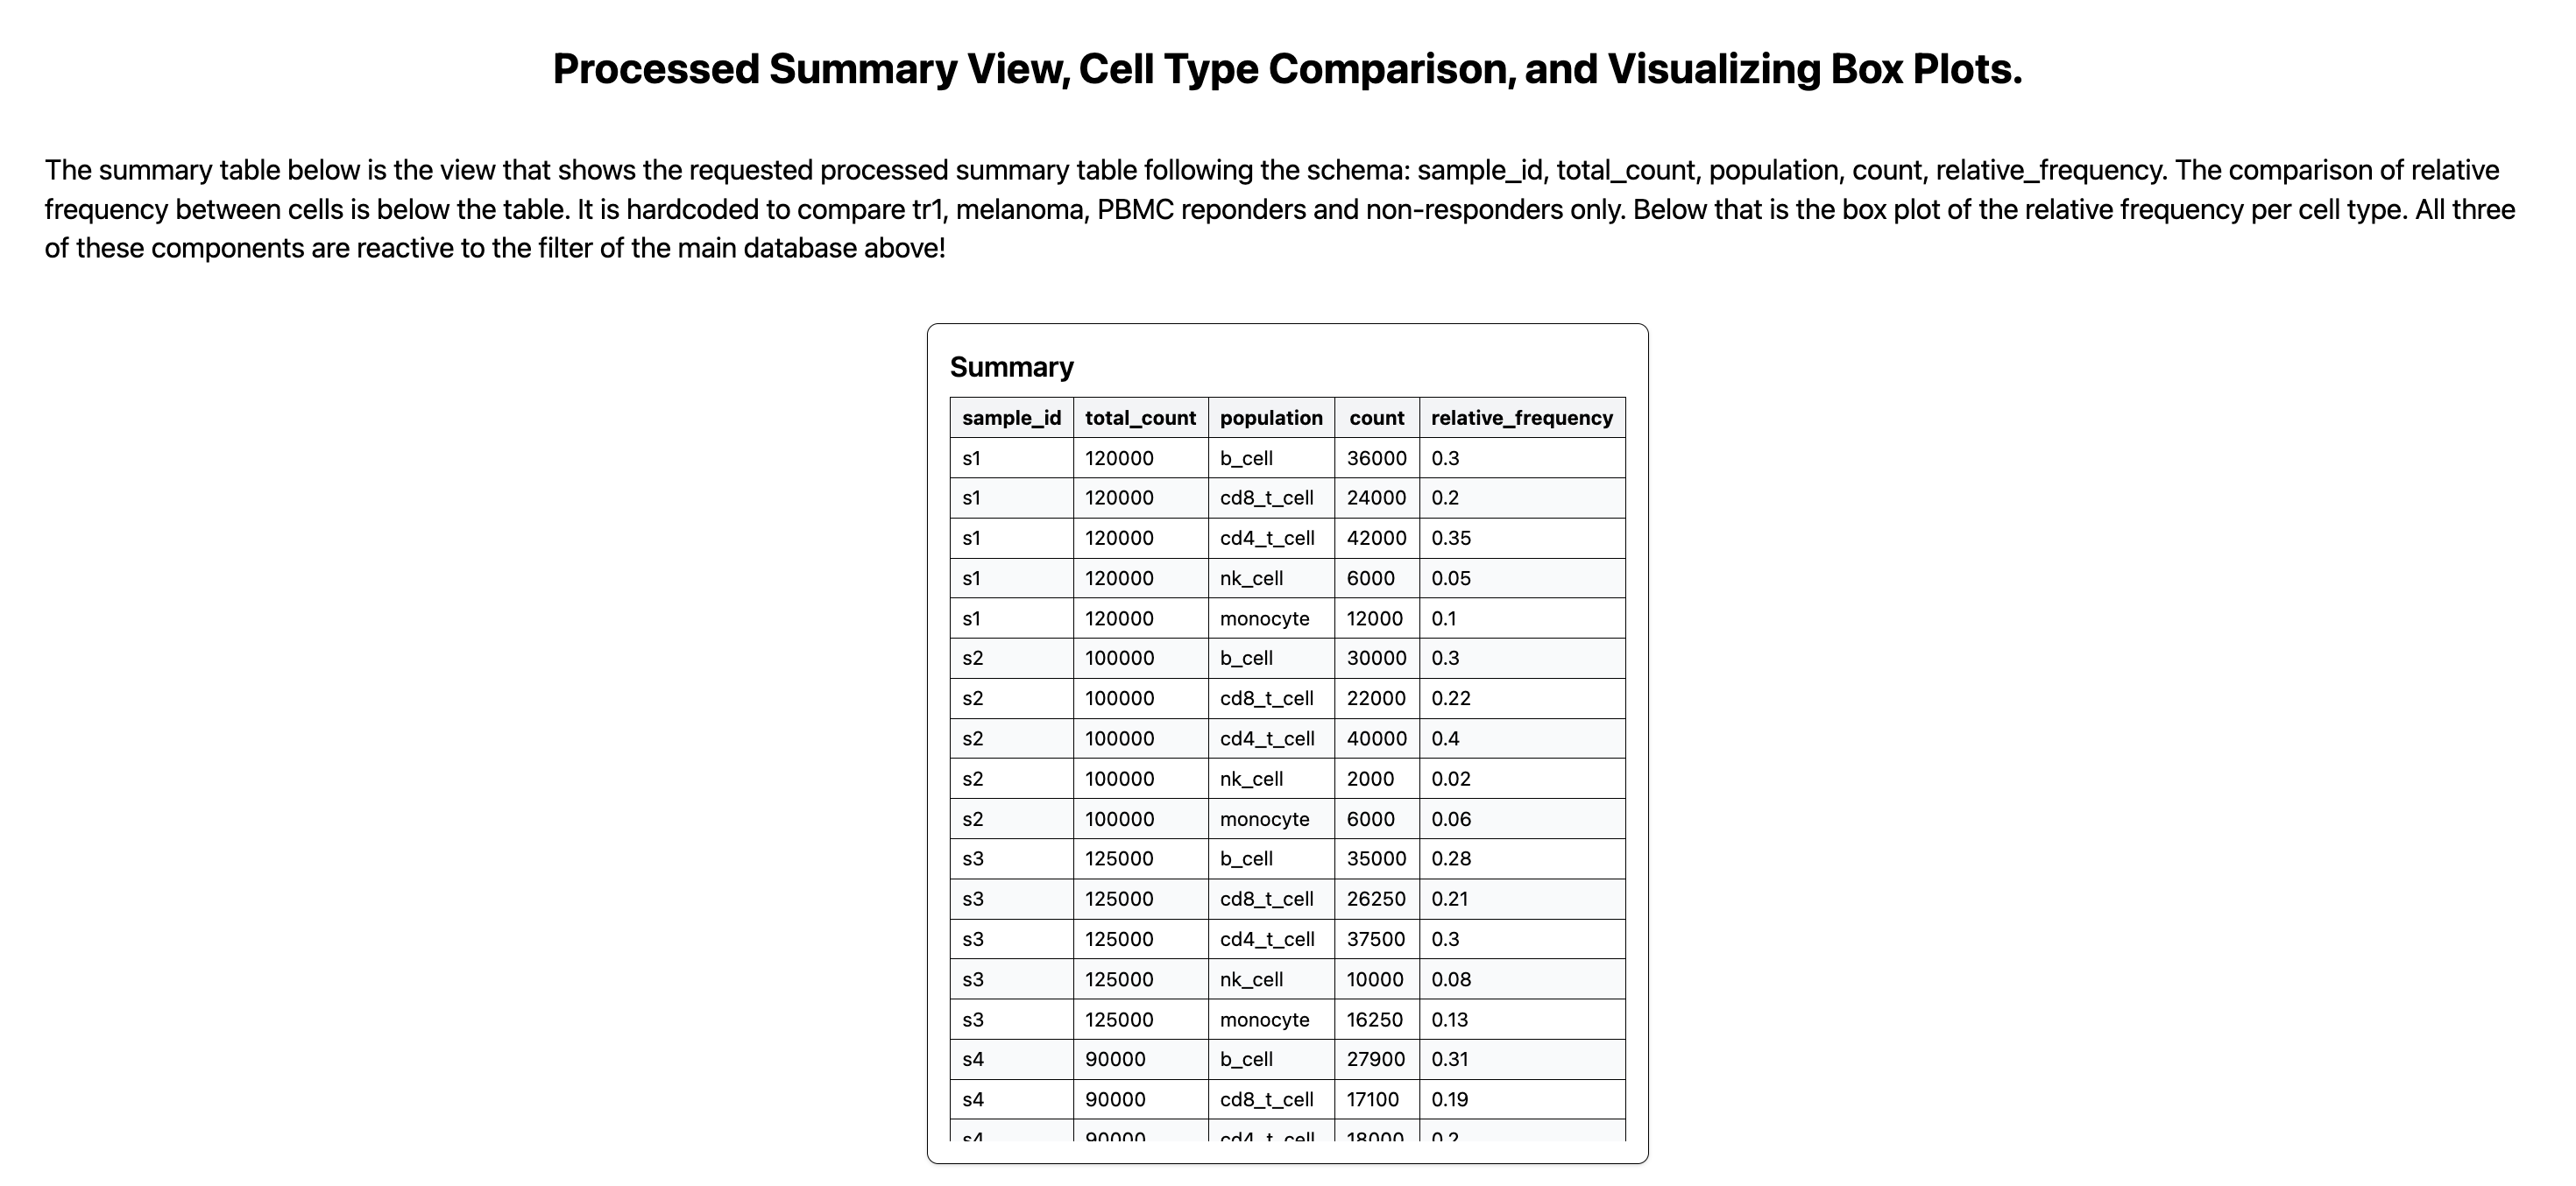 Processed Summary View, Cell Type Comparison, and Visualizing Box Plots.
The summary table below is the view that shows the requested processed summary table following the schema: sample_id, total_count, population, count, relative_frequency. The comparison of relative
frequency between cells is below the table. It is hardcoded to compare tr1, melanoma, PBMC reponders and non-responders only. Below that is the box plot of the relative frequency per cell type. All three
of these components are reactive to the filter of the main database above!
Summary
sample_id total_count population count relative_frequency
s1 120000 b_cell 36000 0.3
s1 120000 cd8_t_cell 24000 0.2
s1 120000 cd4_t_cell 42000 0.35
s1 120000 nk_cell 6000 0.05
s1 120000 monocyte 12000 0.1
s2 100000 b_cell 30000 0.3
s2 100000 cd8_t_cell 22000 0.22
s2 100000 cd4_t_cell 40000 0.4
s2 100000 nk_cell 2000 0.02
s2 100000 monocyte 6000 0.06
s3 125000 b_cell 35000 0.28
s3 125000 cd8_t_cell 26250 0.21
s3 125000 cd4_t_cell 37500 0.3
s3 125000 nk_cell 10000 0.08
s3 125000 monocyte 16250 0.13
s4 90000 b_cell 27900 0.31
s4 90000 cd8_t_cell 17100 0.19
s4 90000 cd4_t_cell 18000 0.2